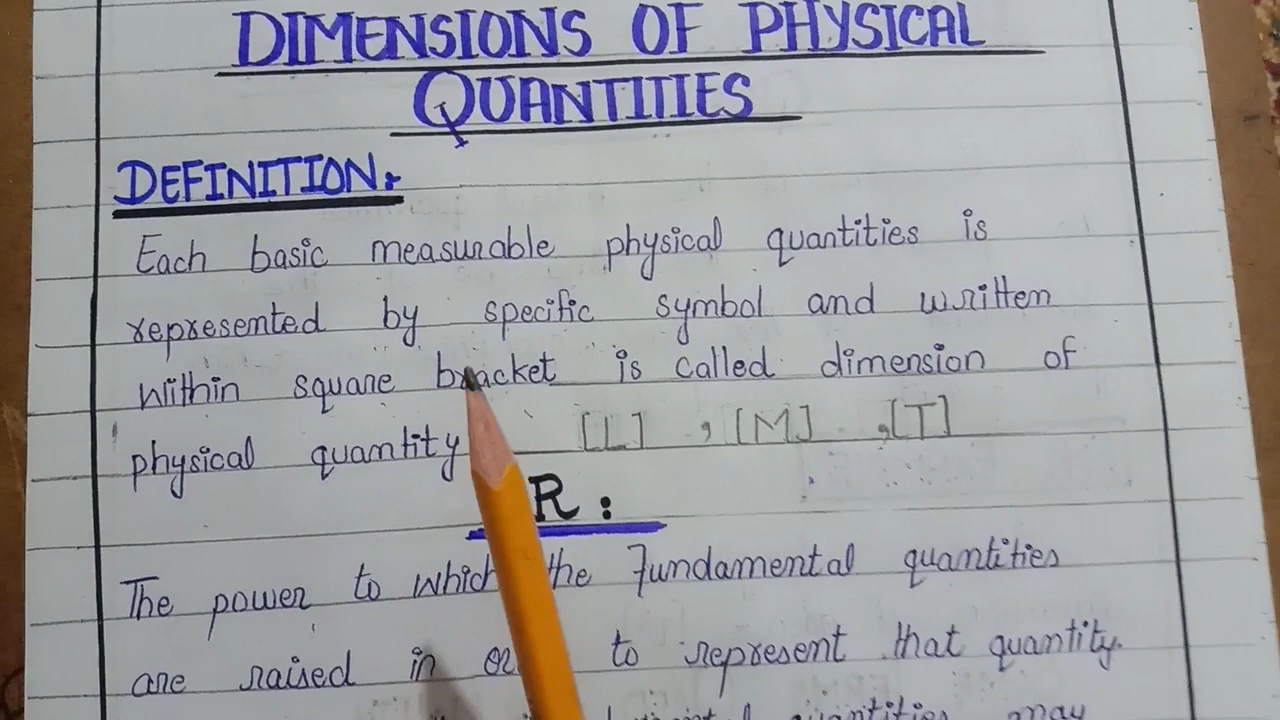 DIMENSIONS OF PHYSICAL
QUANTITIES
DEFINITION:
Each basic measurable physical quantities is
represented by specific symbol and written
within square bracket is called dimension of
physical quantity [L] , [M] , [T]
R :
The power to which the fundamental quantities
are raised in to represent that quantity.
quantities may